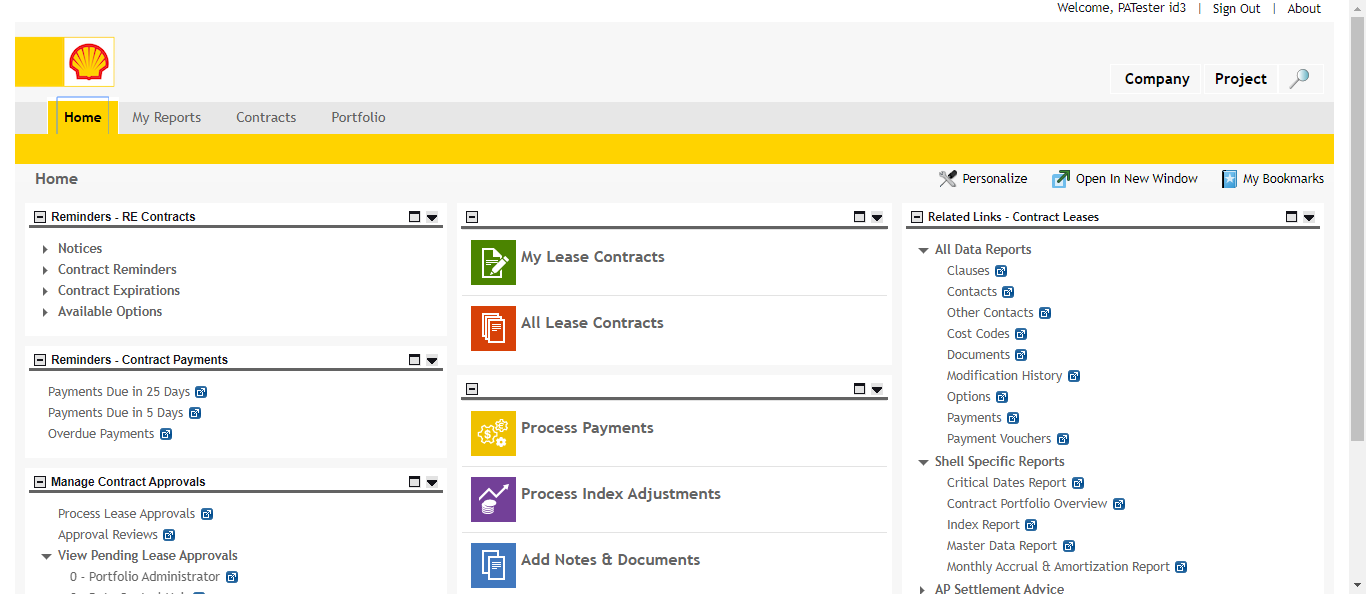 Welcome, PATester id3 | Sign Out | About
Company Project
Home My Reports Contracts Portfolio
Home
Personalize Open In New Window My Bookmarks
Reminders - RE Contracts
Notices
Contract Reminders
Contract Expirations
Available Options
Reminders - Contract Payments
Payments Due in 25 Days
Payments Due in 5 Days
Overdue Payments
Manage Contract Approvals
Process Lease Approvals
Approval Reviews
View Pending Lease Approvals
0 - Portfolio Administrator
My Lease Contracts
All Lease Contracts
Process Payments
Process Index Adjustments
Add Notes & Documents
Related Links - Contract Leases
All Data Reports
Clauses
Contacts
Other Contacts
Cost Codes
Documents
Modification History
Options
Payments
Payment Vouchers
Shell Specific Reports
Critical Dates Report
Contract Portfolio Overview
Index Report
Master Data Report
Monthly Accrual & Amortization Report
AP Settlement Advice